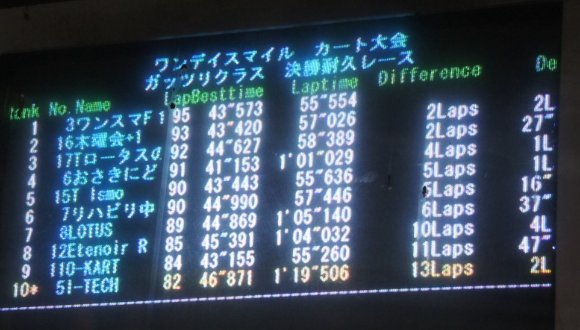 ワンデイスマイル カート大会
ガッツリクラス 決勝耐久レース
Rank No.Name Lap Besttime Laptime Difference De
1 3ワンスマF 1 95 43"573 55"554
2 16木曜会+1 93 43"420 57"026 2Laps 2L
3 17Tロータスの 92 44"627 58"389 2Laps 27"
4 6おさきにど 91 41"153 1'01"029 4Laps 1L
5 15T ismo 90 43"443 55"636 5Laps 1L
6 7リハビリ中 90 44"990 57"446 5Laps 16"
7 8LOTUS 89 44"869 1'05"140 6Laps 37"
8 12Etenoir R 85 45"391 1'04"032 10Laps 4L
9 110-KART 84 43"155 55"260 11Laps 47"
10* 5I-TECH 82 46"871 1'19"506 13Laps 2L